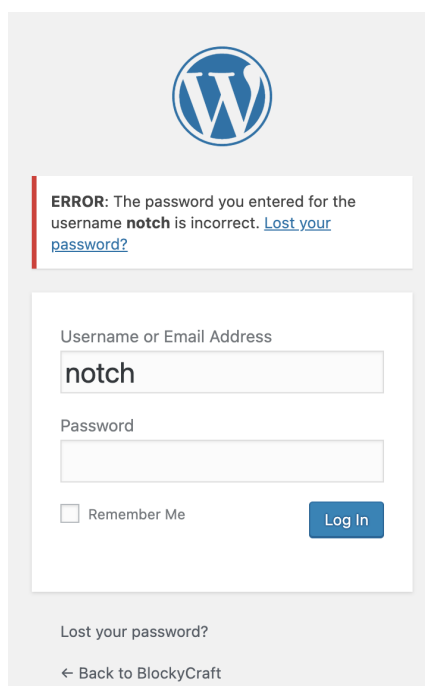 ERROR: The password you entered for the
username notch is incorrect. Lost your
password?
Username or Email Address
notch
Password
Remember Me
Log In
Lost your password?
← Back to BlockyCraft